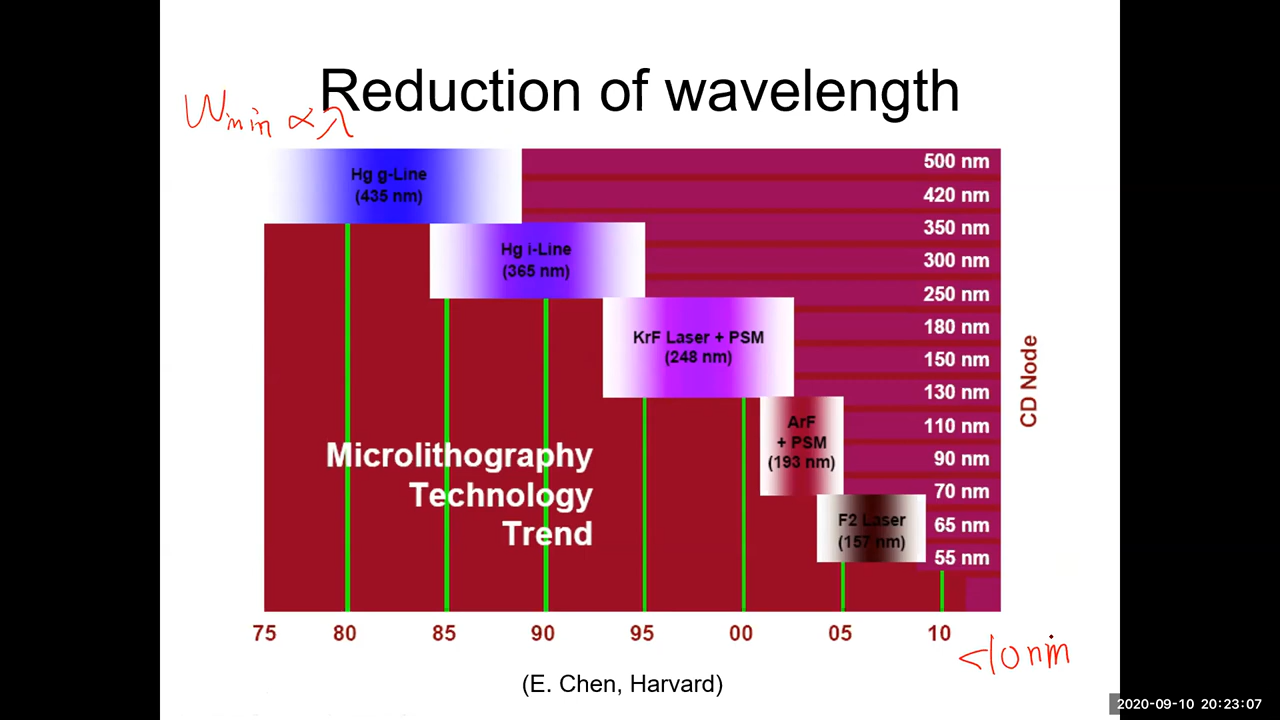 Reduction of wavelength
Wmin ∝ λ
Hg g-Line
(435 nm)
500 nm
420 nm
350 nm
Hg i-Line
(365 nm)
300 nm
250 nm
KrF Laser + PSM
(248 nm)
180 nm
150 nm
130 nm
CD Node
ArF
+ PSM
(193 nm)
110 nm
90 nm
70 nm
Microlithography
Technology
Trend
F2 Laser
(157 nm)
65 nm
55 nm
75 80 85 90 95 00 05 10
<10 nm
(E. Chen, Harvard)
2020-09-10 20:23:07